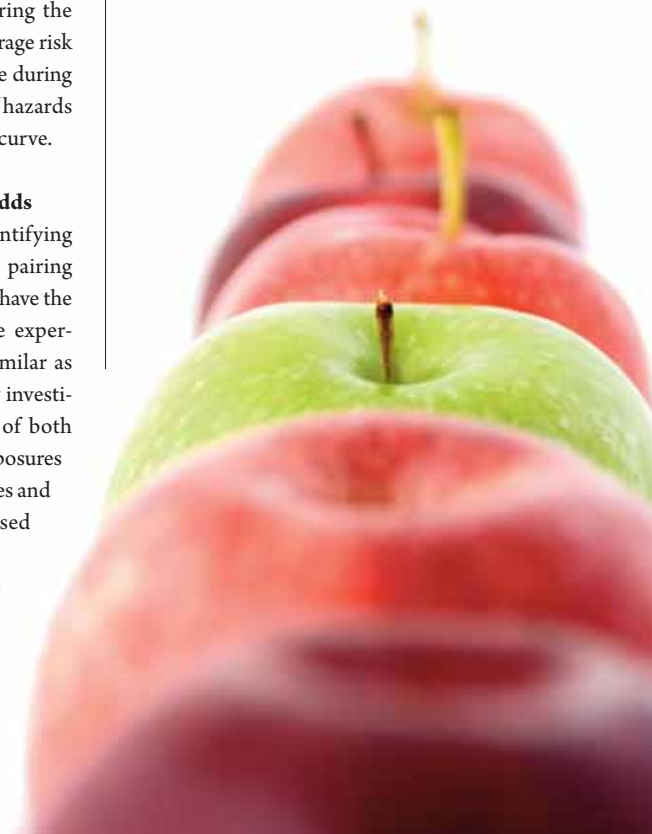 ring the
rage risk
e during
hazards
curve.
dds
ntifying
pairing
have the
e exper-
milar as
investi-
of both
posures
es and
sed